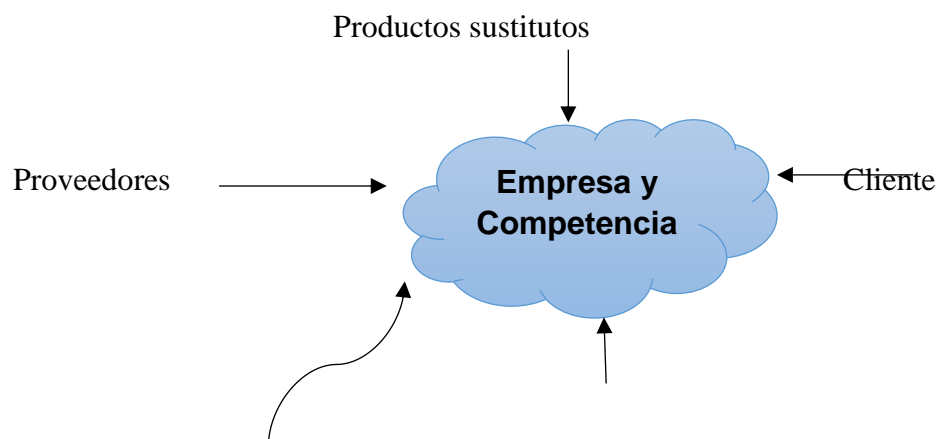 Productos sustitutos
Proveedores
Empresa y
Competencia
Cliente